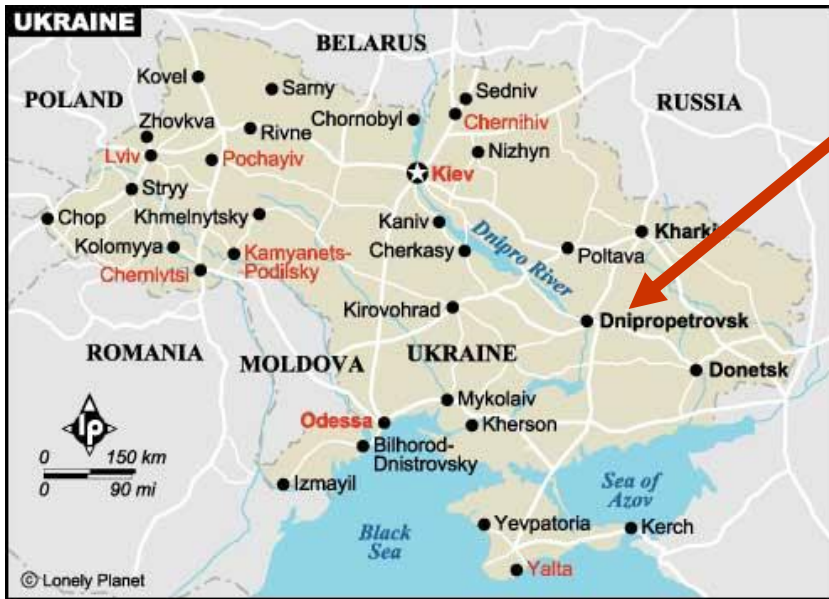 UKRAINE
BELARUS
POLAND
RUSSIA
Kovel
Sarny
Sedniv
Chornobyl
Chernihiv
Zhovkva
Rivne
Nizhyn
Lviv
Pochayiv
Kiev
Stryy
Chop
Khmelnytsky
Kaniv
Dnipro River
Kharki
Kolomyya
Kamyanets-
Podilsky
Cherkasy
Poltava
Chernivtsi
Kirovohrad
Dnipropetrovsk
ROMANIA
MOLDOVA
UKRAINE
Donetsk
Mykolaiv
Odessa
Kherson
lp
Bilhorod-
Dnistrovsky
0 150 km
0 90 mi
Izmayil
Sea of
Azov
Black
Sea
Yevpatoria
Kerch
Yalta
© Lonely Planet